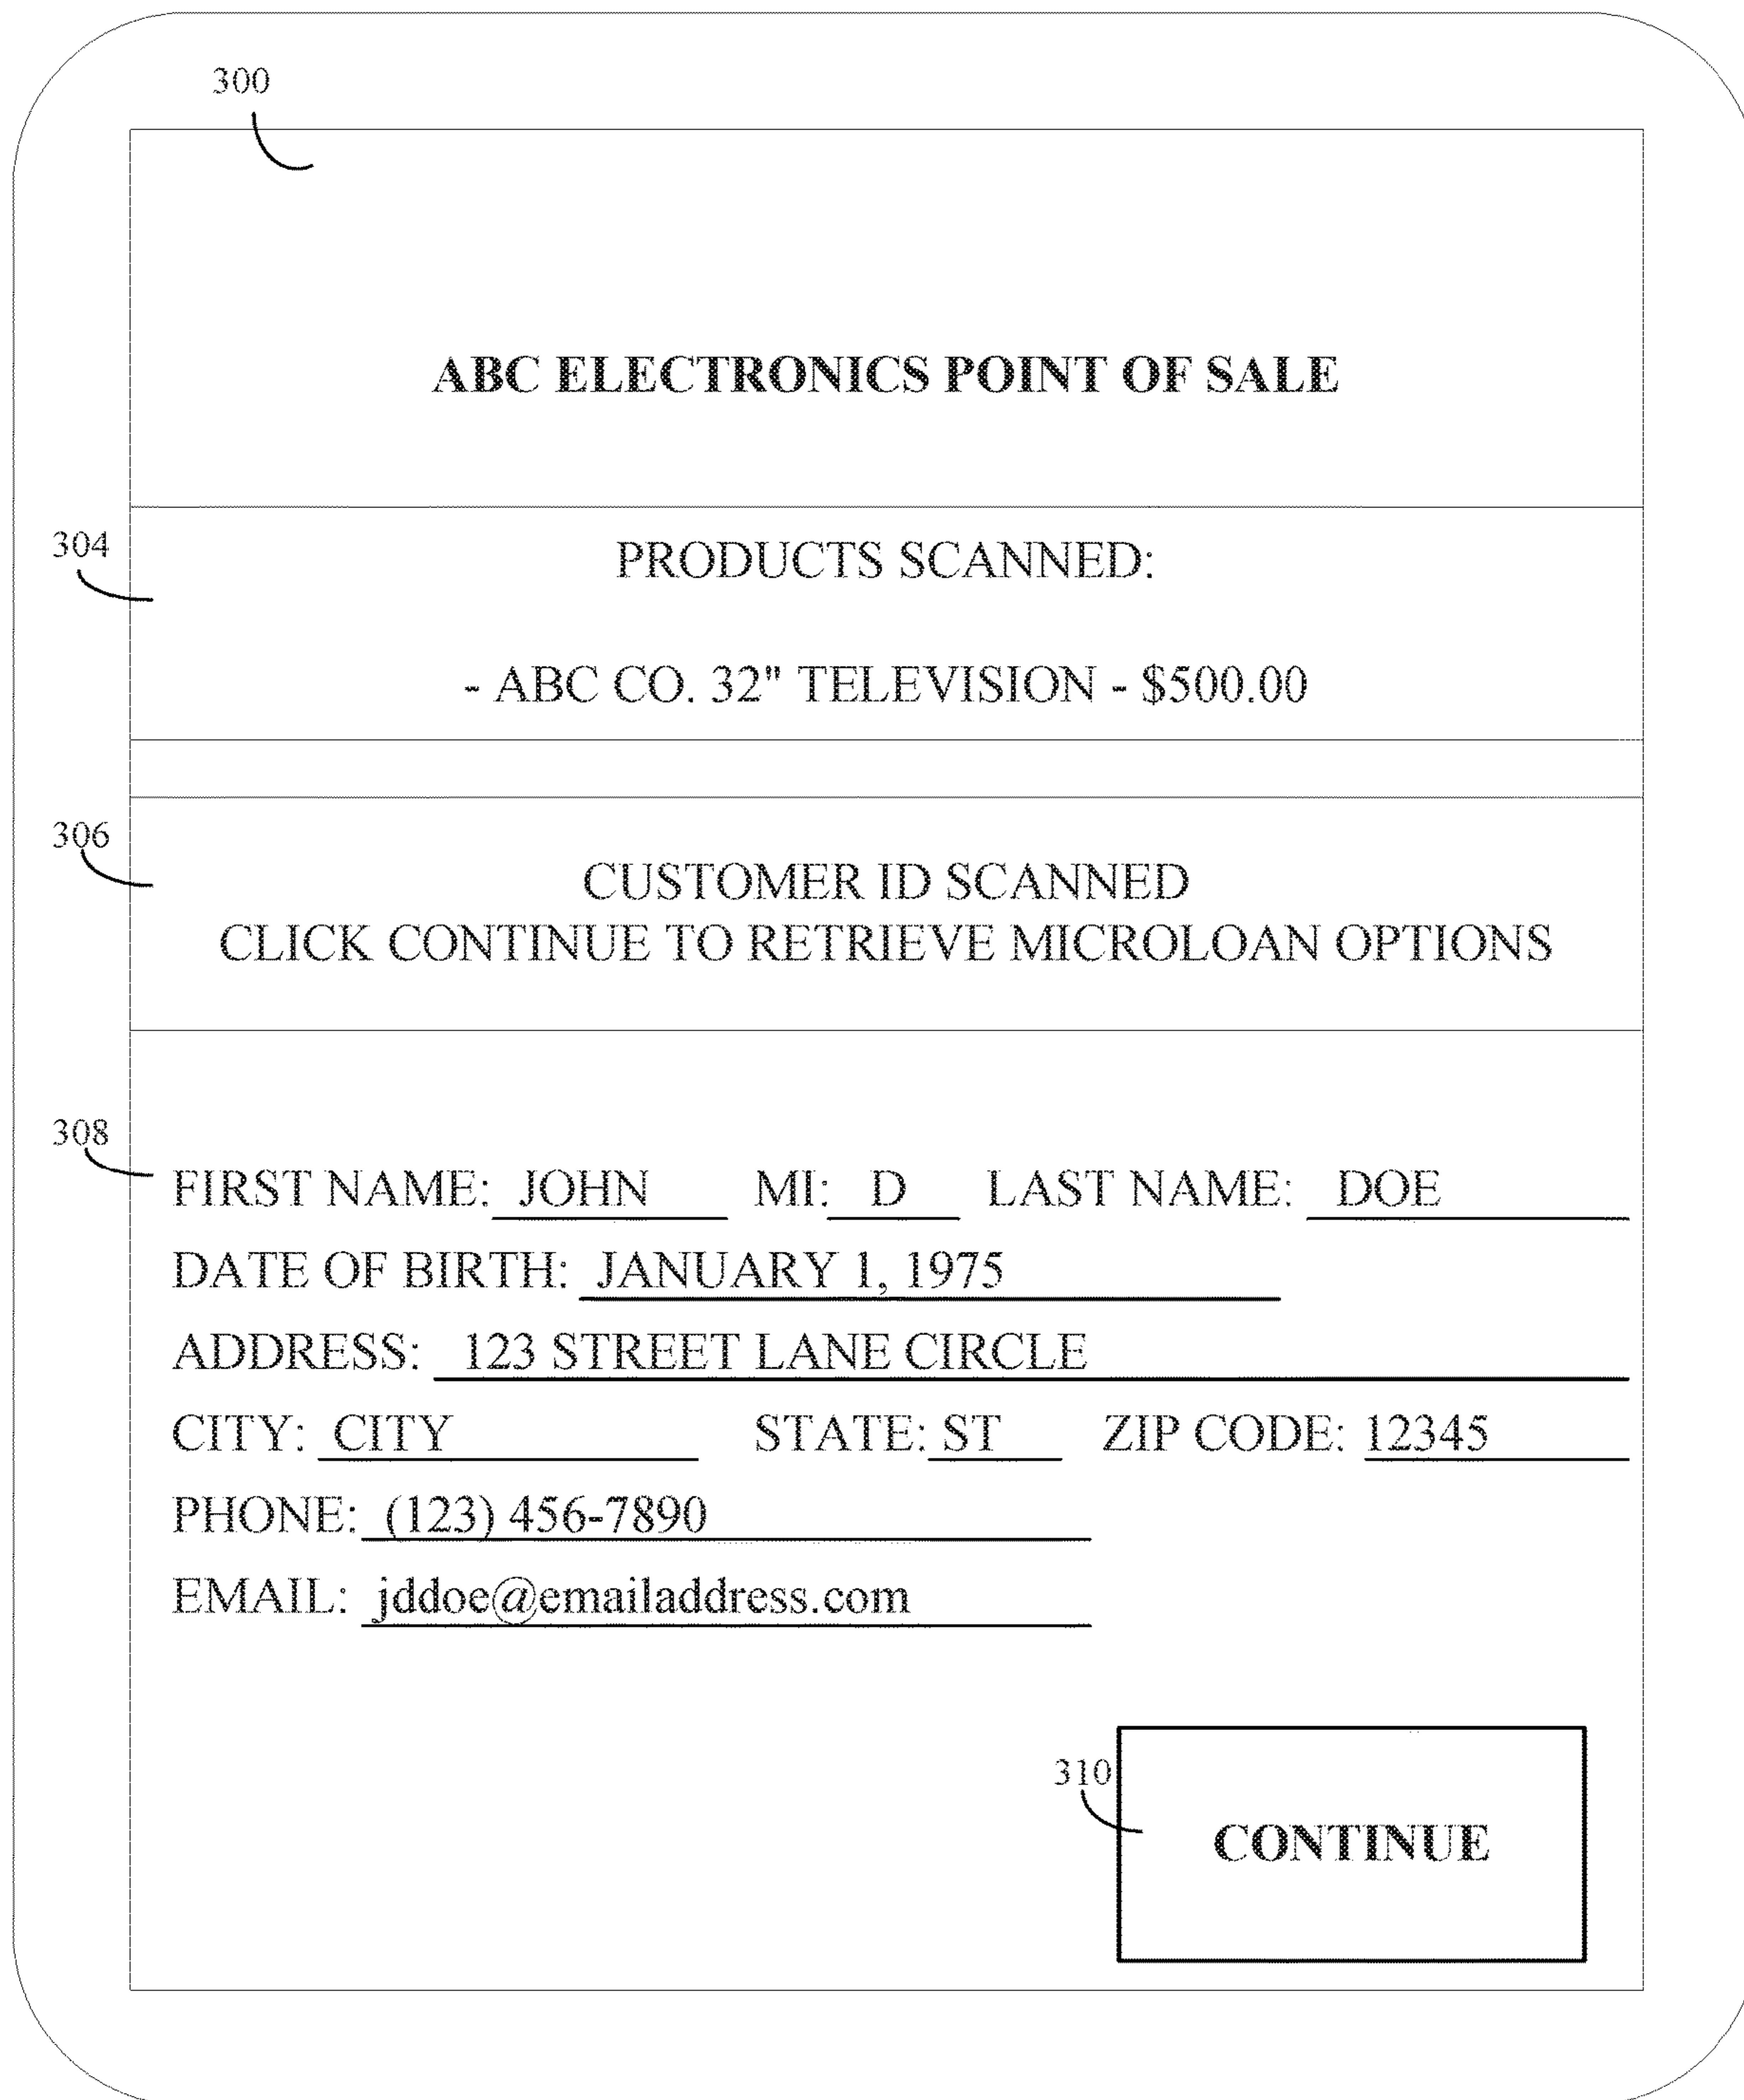 300
ABC ELECTRONICS POINT OF SALE
304
PRODUCTS SCANNED:
- ABC CO. 32" TELEVISION - $500.00
306
CUSTOMER ID SCANNED
CLICK CONTINUE TO RETRIEVE MICROLOAN OPTIONS
308
FIRST NAME: JOHN MI: D LAST NAME: DOE
DATE OF BIRTH: JANUARY 1, 1975
ADDRESS: 123 STREET LANE CIRCLE
CITY: CITY STATE: ST ZIP CODE: 12345
PHONE: (123) 456-7890
EMAIL: jddoe@emailaddress.com
310
CONTINUE